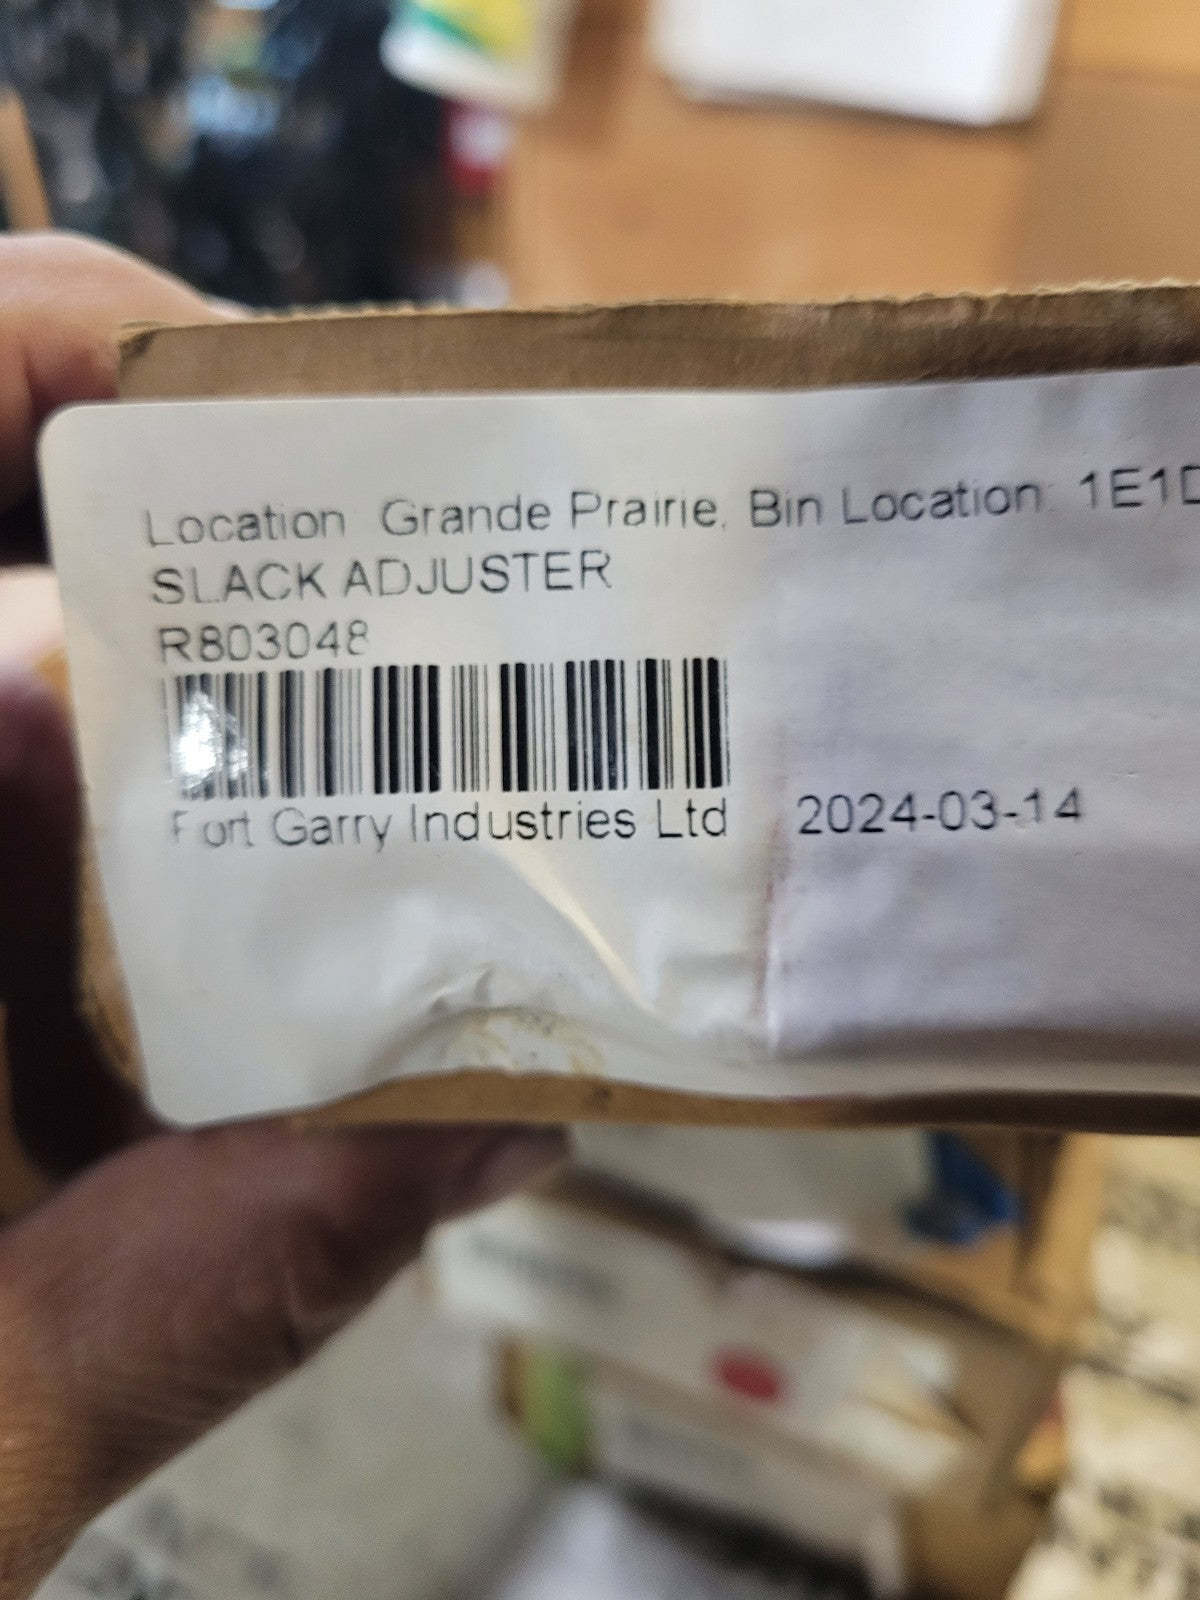 Location: Grande Prairie, Bin Location: 1E1D
SLACK ADJUSTER
R803048
Fort Garry Industries Ltd 2024-03-14